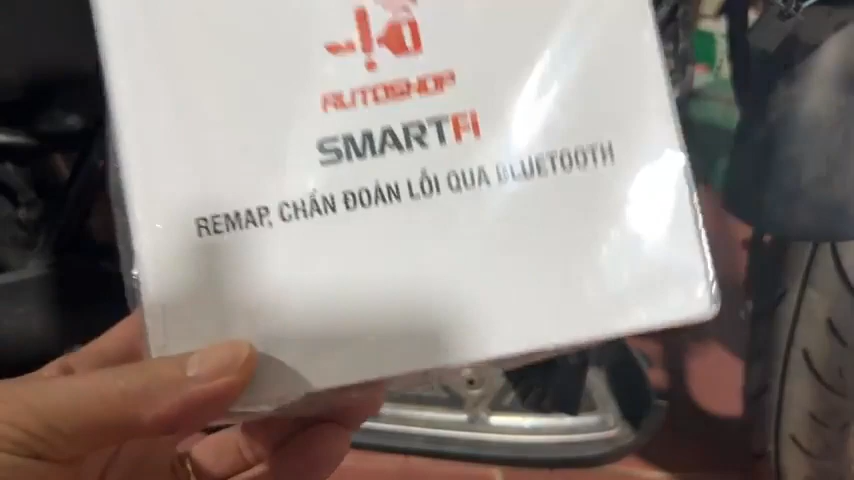 AUTOSHOP
SMARTFI
REMAP, CHẨN ĐOÁN LỖI QUA BLUETOOTH